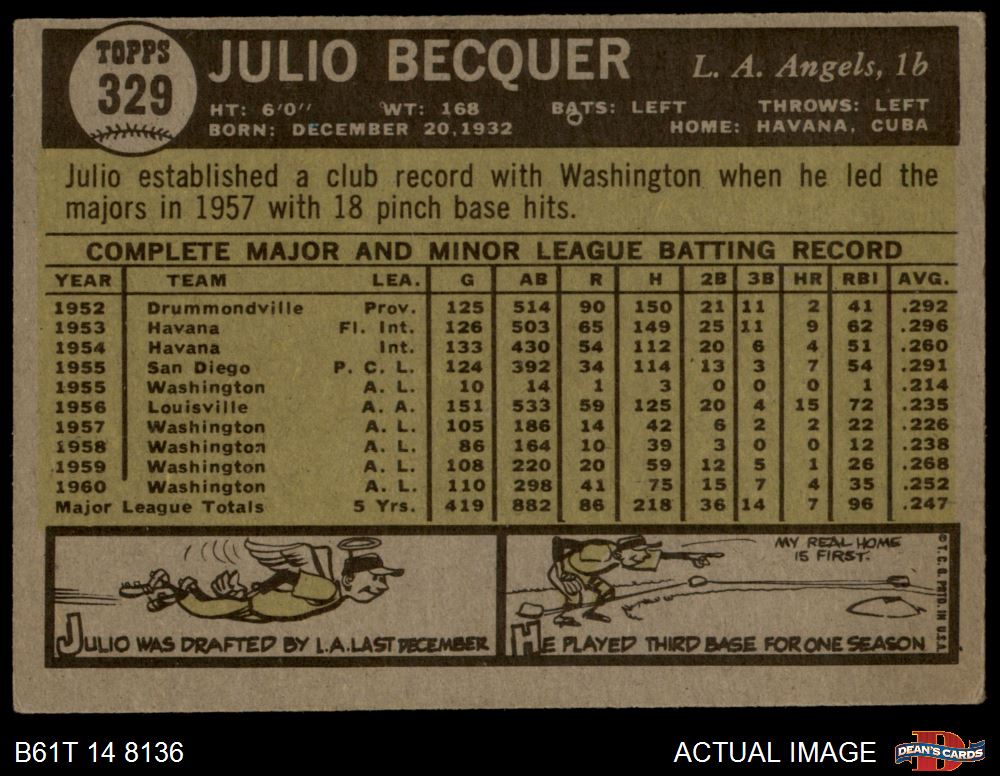 TOPPS
329
JULIO BECQUER
L. A. Angels, 1b
HT: 6'0" WT: 168 BATS: LEFT THROWS: LEFT
BORN: DECEMBER 20, 1932 HOME: HAVANA, CUBA
Julio established a club record with Washington when he led the
majors in 1957 with 18 pinch base hits.
COMPLETE MAJOR AND MINOR LEAGUE BATTING RECORD
YEAR TEAM LEA. G AB R H 2B 3B HR RBI AVG.
1952 Drummondville Prov. 125 514 90 150 21 11 2 41 .292
1953 Havana Fl. Int. 126 503 65 149 25 11 9 62 .296
1954 Havana Int. 133 430 54 112 20 6 4 51 .260
1955 San Diego P. C. L. 124 392 34 114 13 3 7 54 .291
1955 Washington A. L. 10 14 1 3 0 0 0 1 .214
1956 Louisville A. A. 151 533 59 125 20 4 15 72 .235
1957 Washington A. L. 105 186 14 42 6 2 2 22 .226
1958 Washington A. L. 86 164 10 39 3 0 0 12 .238
1959 Washington A. L. 108 220 20 59 12 5 1 26 .268
1960 Washington A. L. 110 298 41 75 15 7 4 35 .252
Major League Totals 5 Yrs. 419 882 86 218 36 14 7 96 .247
JULIO WAS DRAFTED BY L.A. LAST DECEMBER
MY REAL HOME
IS FIRST.
HE PLAYED THIRD BASE FOR ONE SEASON
© T. C. G. PRTD. IN U.S.A.
B61T 14 8136
ACTUAL IMAGE
D
DEAN'S CARDS